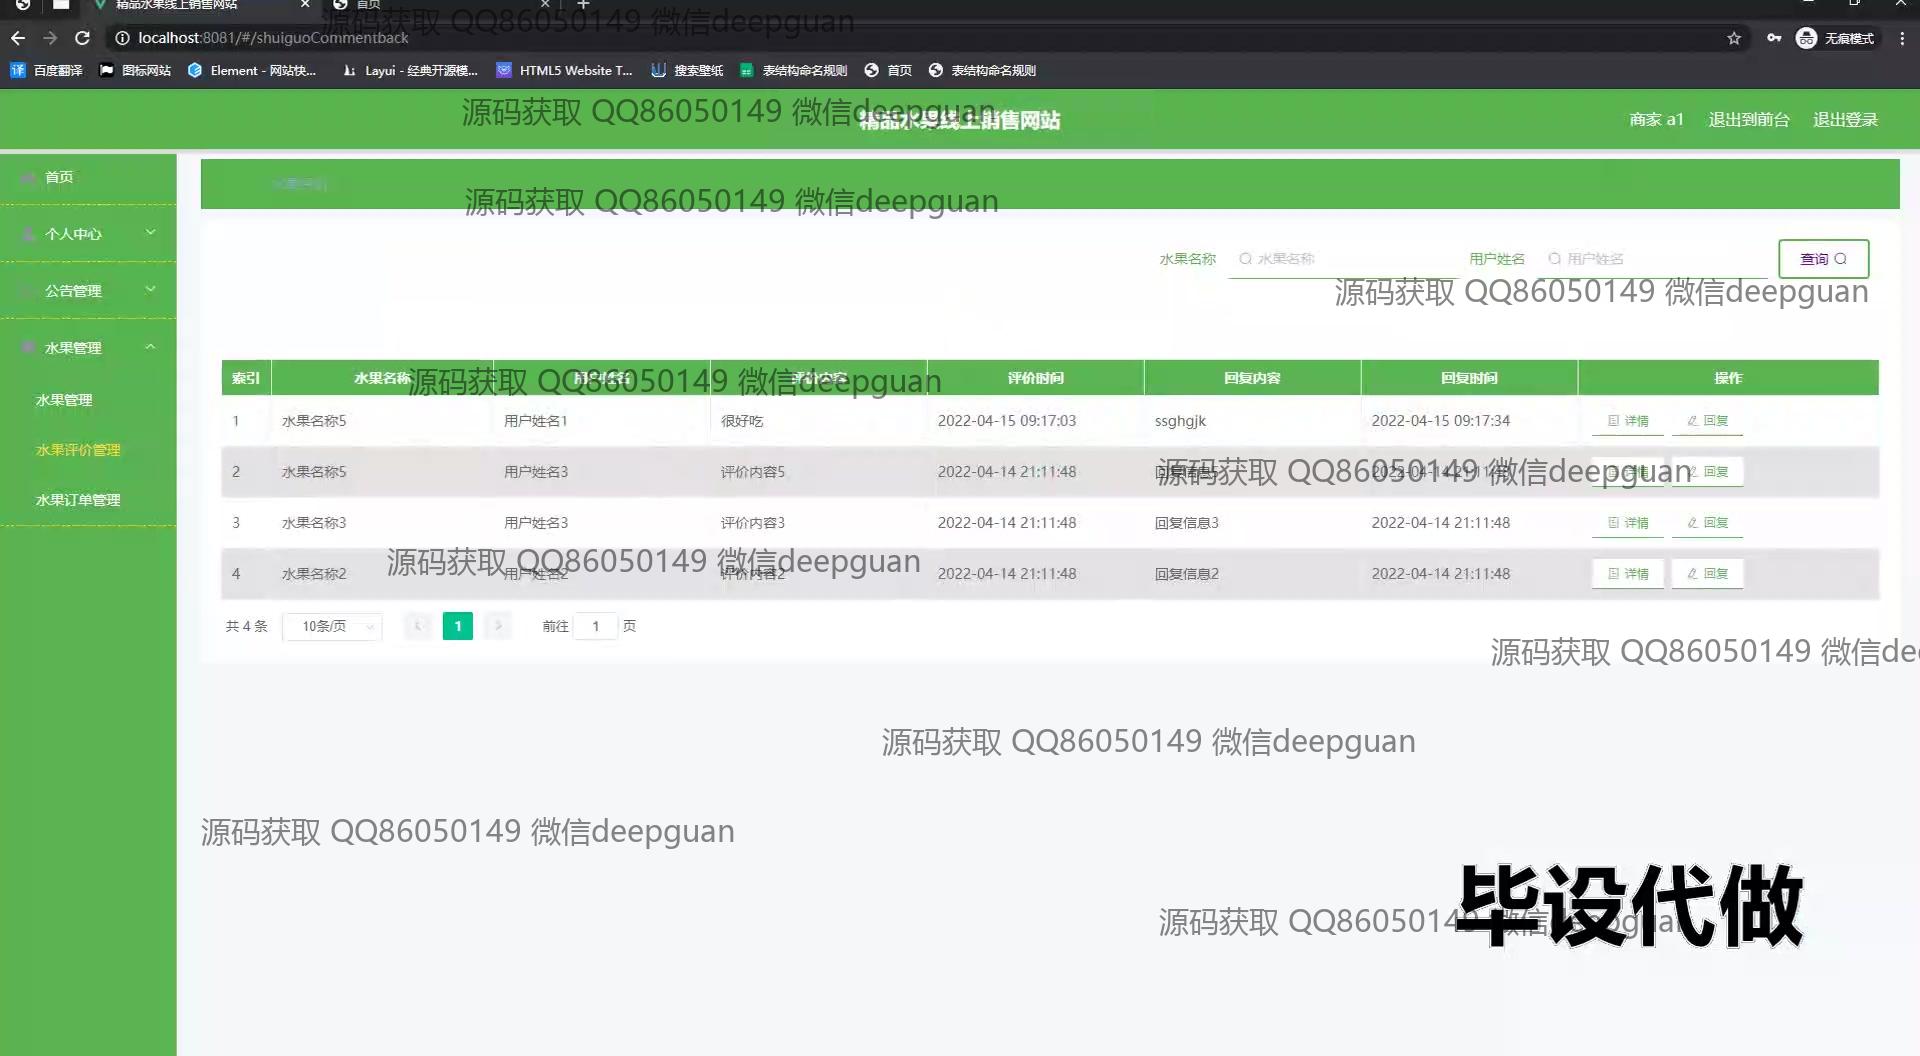 精品水果线上销售网站
首页
源码获取 QQ86050149 微信deepguan
localhost:8081/#/shuiguoCommentback
无痕模式
百度翻译 图标网站 Element - 网站快... Layui - 经典开源模... HTML5 Website T... 搜索壁纸 表结构命名规则 首页 表结构命名规则
源码获取 QQ86050149 微信deepguan
精品水果线上销售网站
商家 a1 退出到前台 退出登录
首页
个人中心
公告管理
水果管理
水果管理
水果评价管理
水果订单管理
源码获取 QQ86050149 微信deepguan
水果名称 水果名称 用户姓名 用户姓名 查询
源码获取 QQ86050149 微信deepguan
索引 水果名称 用户姓名 评价内容 评价时间 回复内容 回复时间 操作
源码获取 QQ86050149 微信deepguan
1 水果名称5 用户姓名1 很好吃 2022-04-15 09:17:03 ssghgjk 2022-04-15 09:17:34 详情 回复
2 水果名称5 用户姓名3 评价内容5 2022-04-14 21:11:48 回复信息5 2022-04-14 21:11:48 详情 回复
源码获取 QQ86050149 微信deepguan
3 水果名称3 用户姓名3 评价内容3 2022-04-14 21:11:48 回复信息3 2022-04-14 21:11:48 详情 回复
源码获取 QQ86050149 微信deepguan
4 水果名称2 用户姓名2 评价内容2 2022-04-14 21:11:48 回复信息2 2022-04-14 21:11:48 详情 回复
共 4 条 10条/页 1 前往 1 页
源码获取 QQ86050149 微信dee
源码获取 QQ86050149 微信deepguan
源码获取 QQ86050149 微信deepguan
源码获取 QQ86050149 微信deepguan
毕设代做